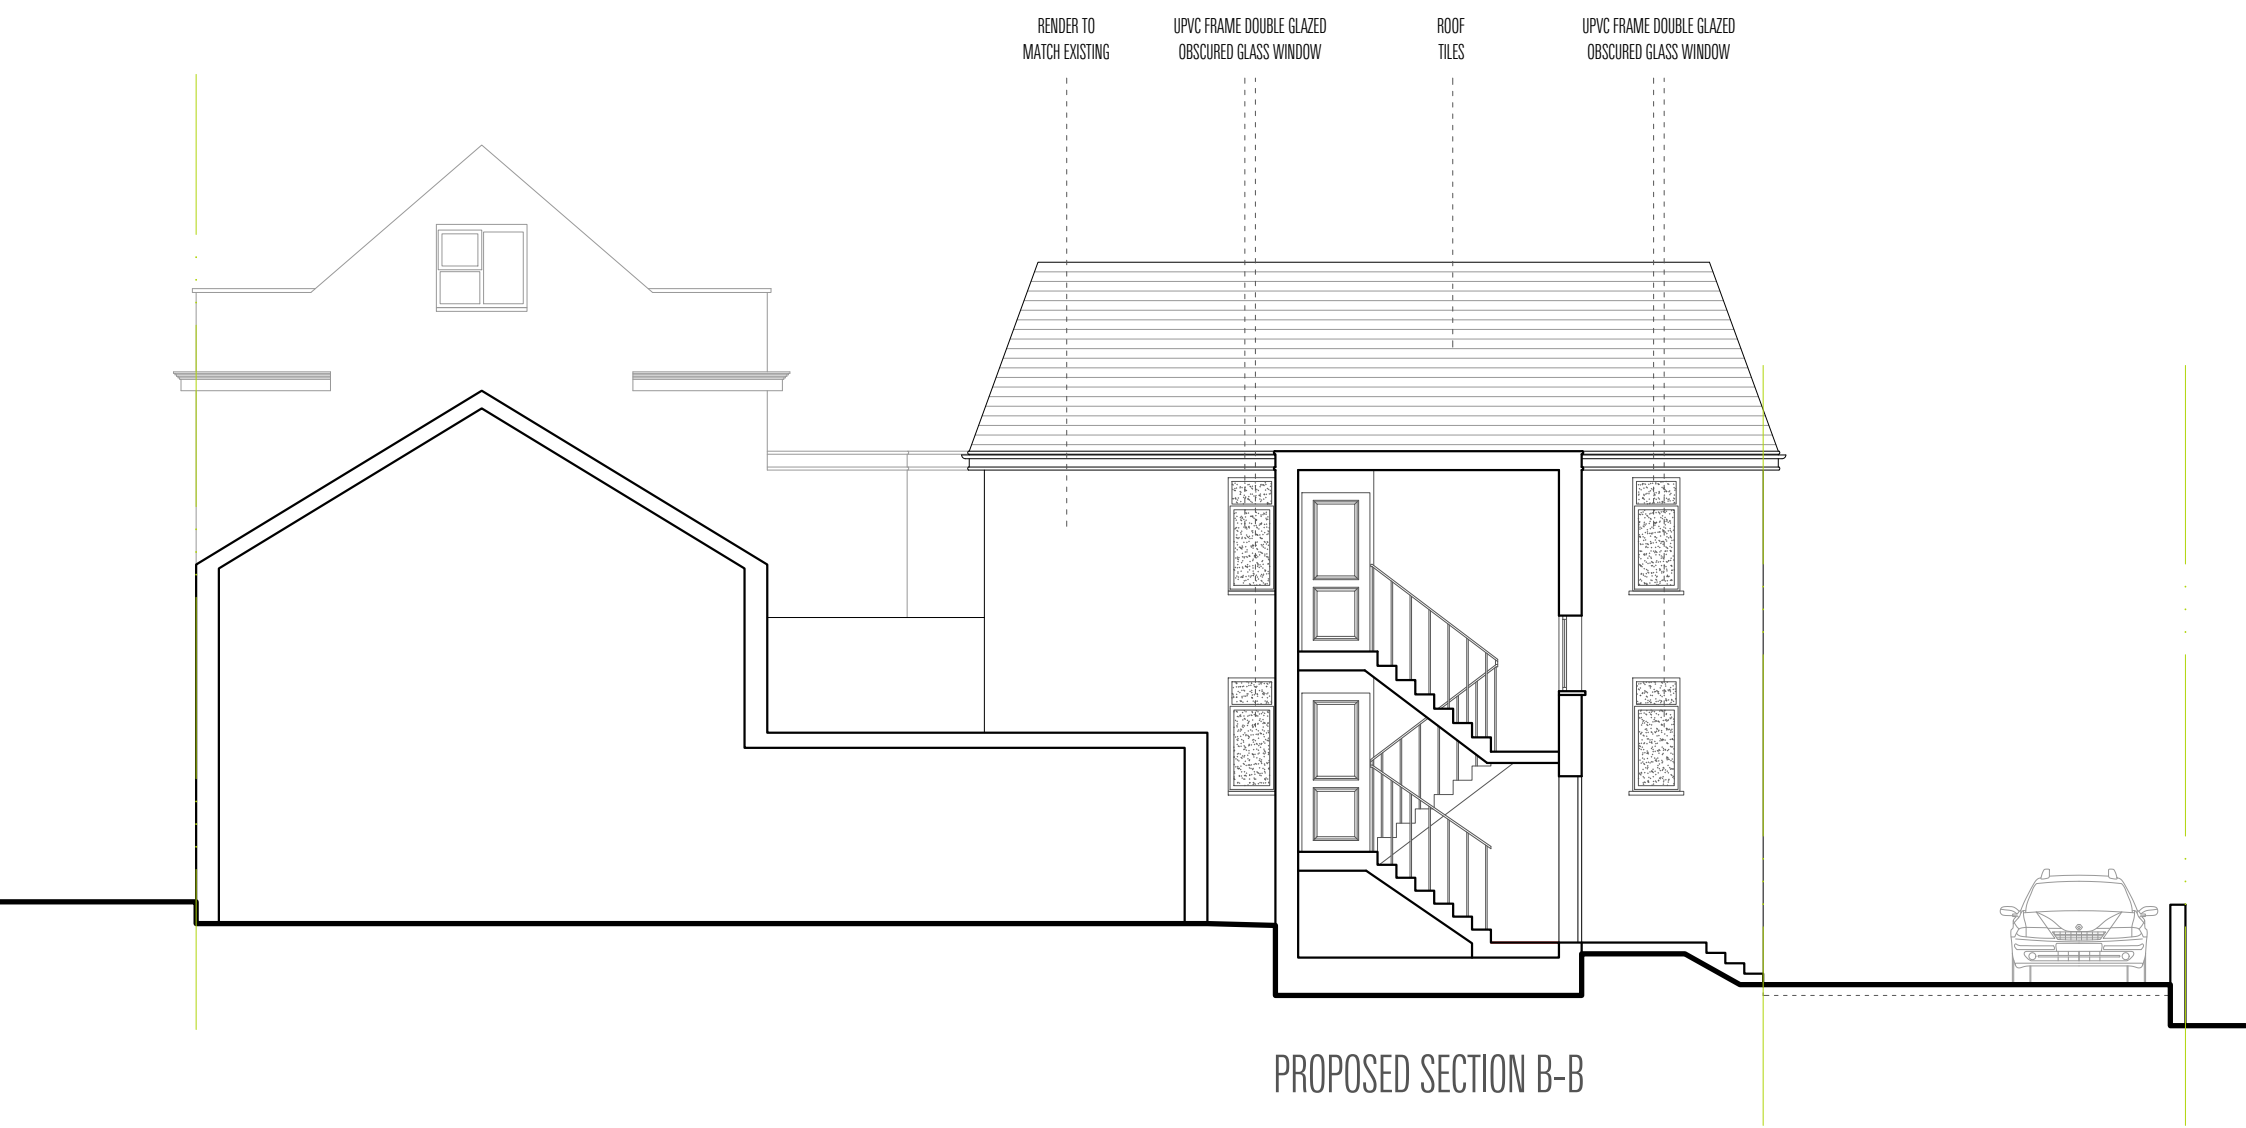 RENDER TO
MATCH EXISTING
UPVC FRAME DOUBLE GLAZED
OBSCURED GLASS WINDOW
ROOF
TILES
UPVC FRAME DOUBLE GLAZED
OBSCURED GLASS WINDOW
PROPOSED SECTION B-B